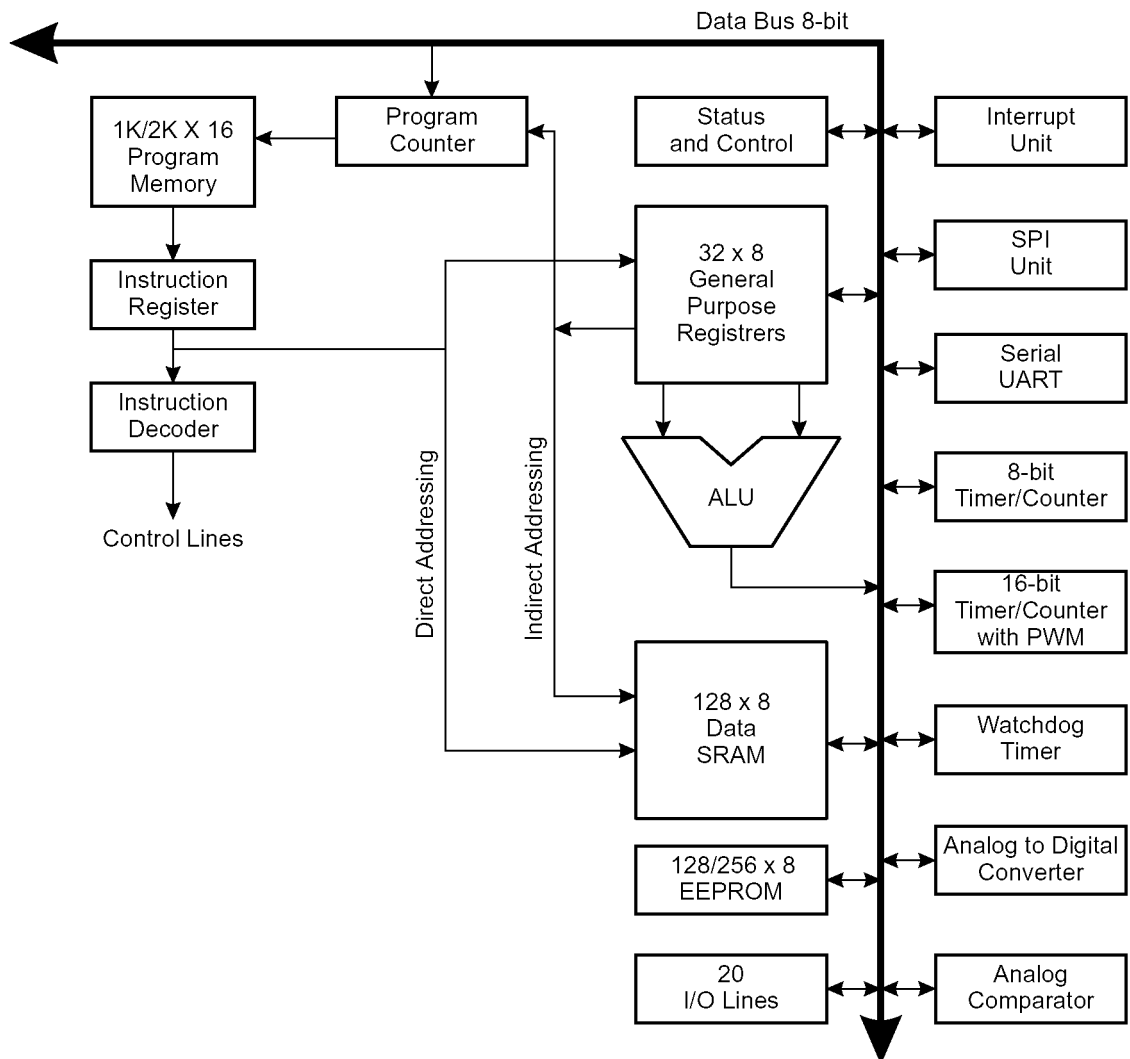 Data Bus 8-bit
1K/2K X 16
Program
Memory
Program
Counter
Status
and Control
Interrupt
Unit
Instruction
Register
32 x 8
General
Purpose
Registrers
SPI
Unit
Serial
UART
Instruction
Decoder
Control Lines
Direct Addressing
Indirect Addressing
ALU
8-bit
Timer/Counter
16-bit
Timer/Counter
with PWM
128 x 8
Data
SRAM
Watchdog
Timer
128/256 x 8
EEPROM
Analog to Digital
Converter
20
I/O Lines
Analog
Comparator